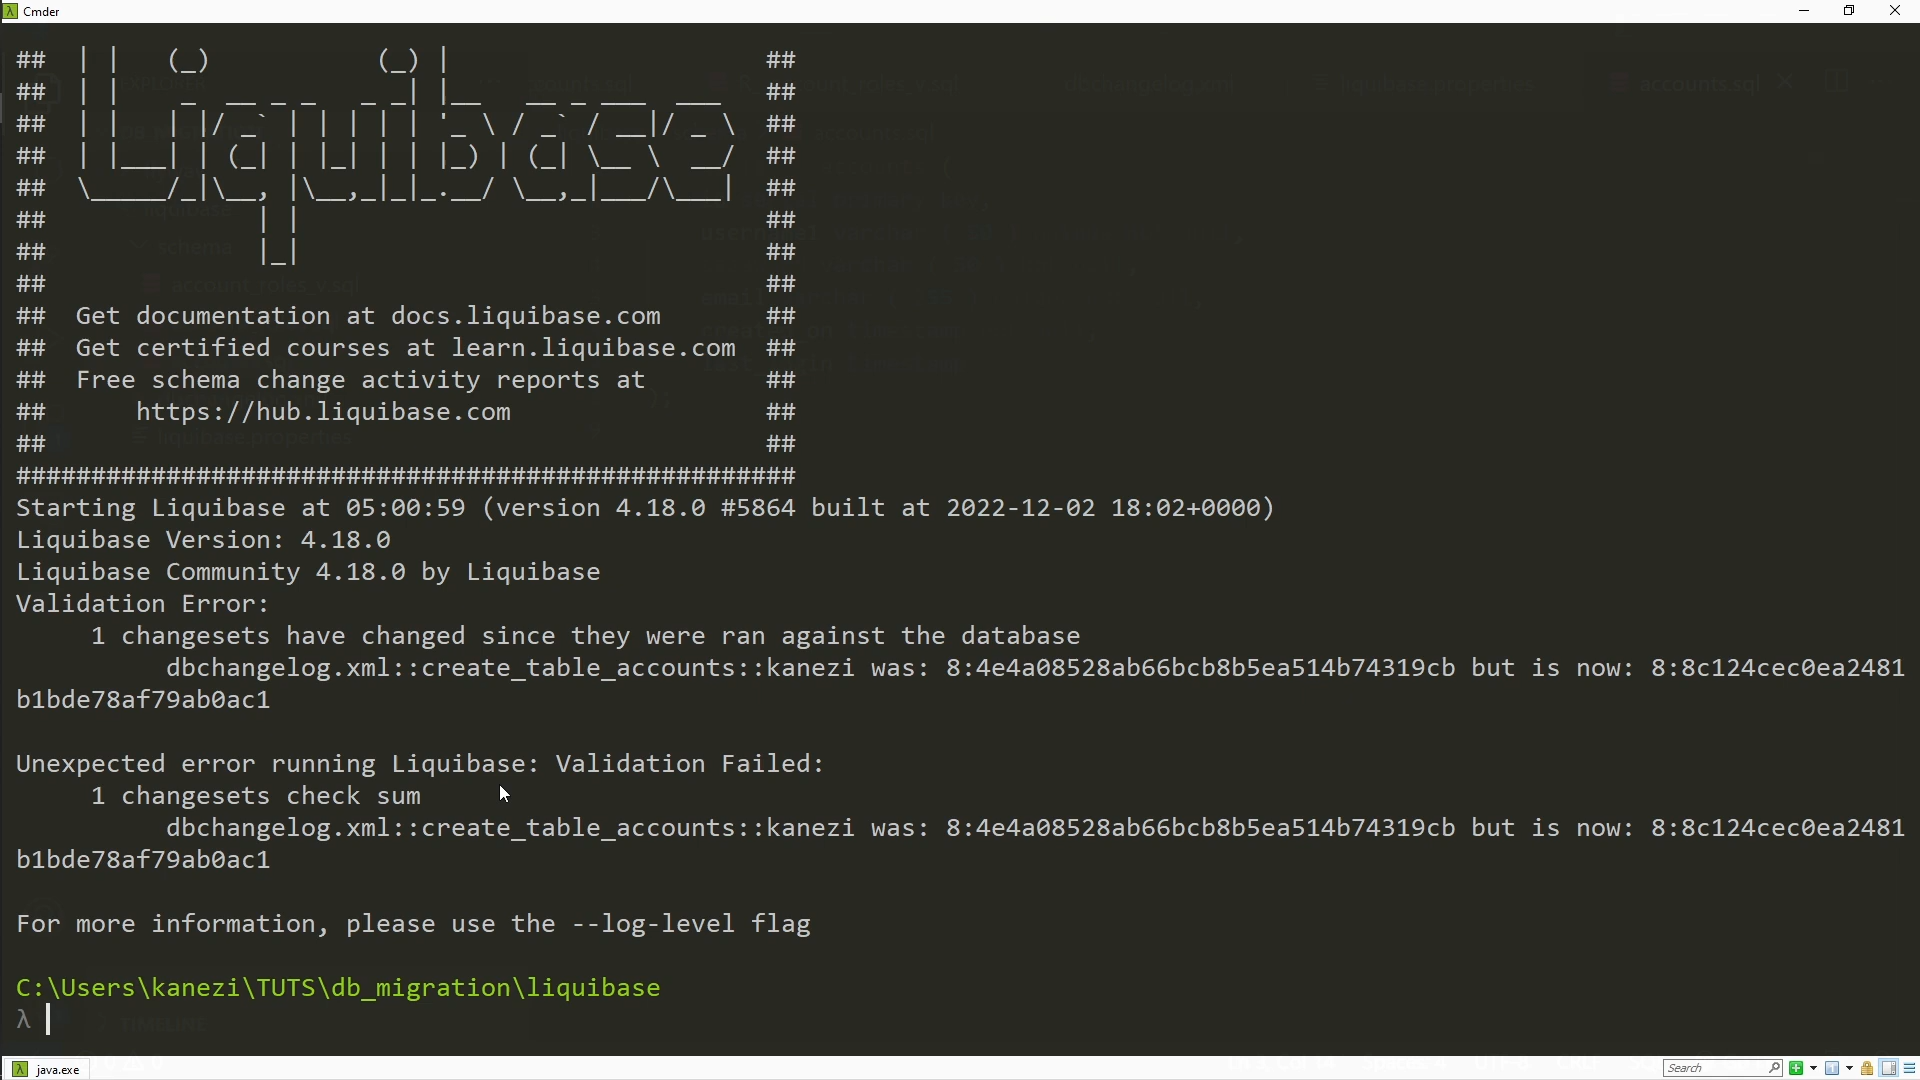 Cmder
##  | |   (_)           (_) |                     ##
##  | |    _  __ _ _   _ _| |__   __ _ ___  ___   ##
##  | |   | |/ _` | | | | | '_ \ / _` / __|/ _ \  ##
##  | |___| | (_| | |_| | | |_) | (_| \__ \  __/  ##
##  \_____/_|\__, |\__,_|_|_.__/ \__,_|___/\___|  ##
##              | |                               ##
##              |_|                               ##
##                                                ##
##  Get documentation at docs.liquibase.com       ##
##  Get certified courses at learn.liquibase.com  ##
##  Free schema change activity reports at        ##
##      https://hub.liquibase.com                 ##
##                                                ##
####################################################
Starting Liquibase at 05:00:59 (version 4.18.0 #5864 built at 2022-12-02 18:02+0000)
Liquibase Version: 4.18.0
Liquibase Community 4.18.0 by Liquibase
Validation Error:
     1 changesets have changed since they were ran against the database
          dbchangelog.xml::create_table_accounts::kanezi was: 8:4e4a08528ab66bcb8b5ea514b74319cb but is now: 8:8c124cec0ea2481
b1bde78af79ab0ac1
Unexpected error running Liquibase: Validation Failed:
     1 changesets check sum
          dbchangelog.xml::create_table_accounts::kanezi was: 8:4e4a08528ab66bcb8b5ea514b74319cb but is now: 8:8c124cec0ea2481
b1bde78af79ab0ac1
For more information, please use the --log-level flag
C:\Users\kanezi\TUTS\db_migration\liquibase
λ
java.exe
Search